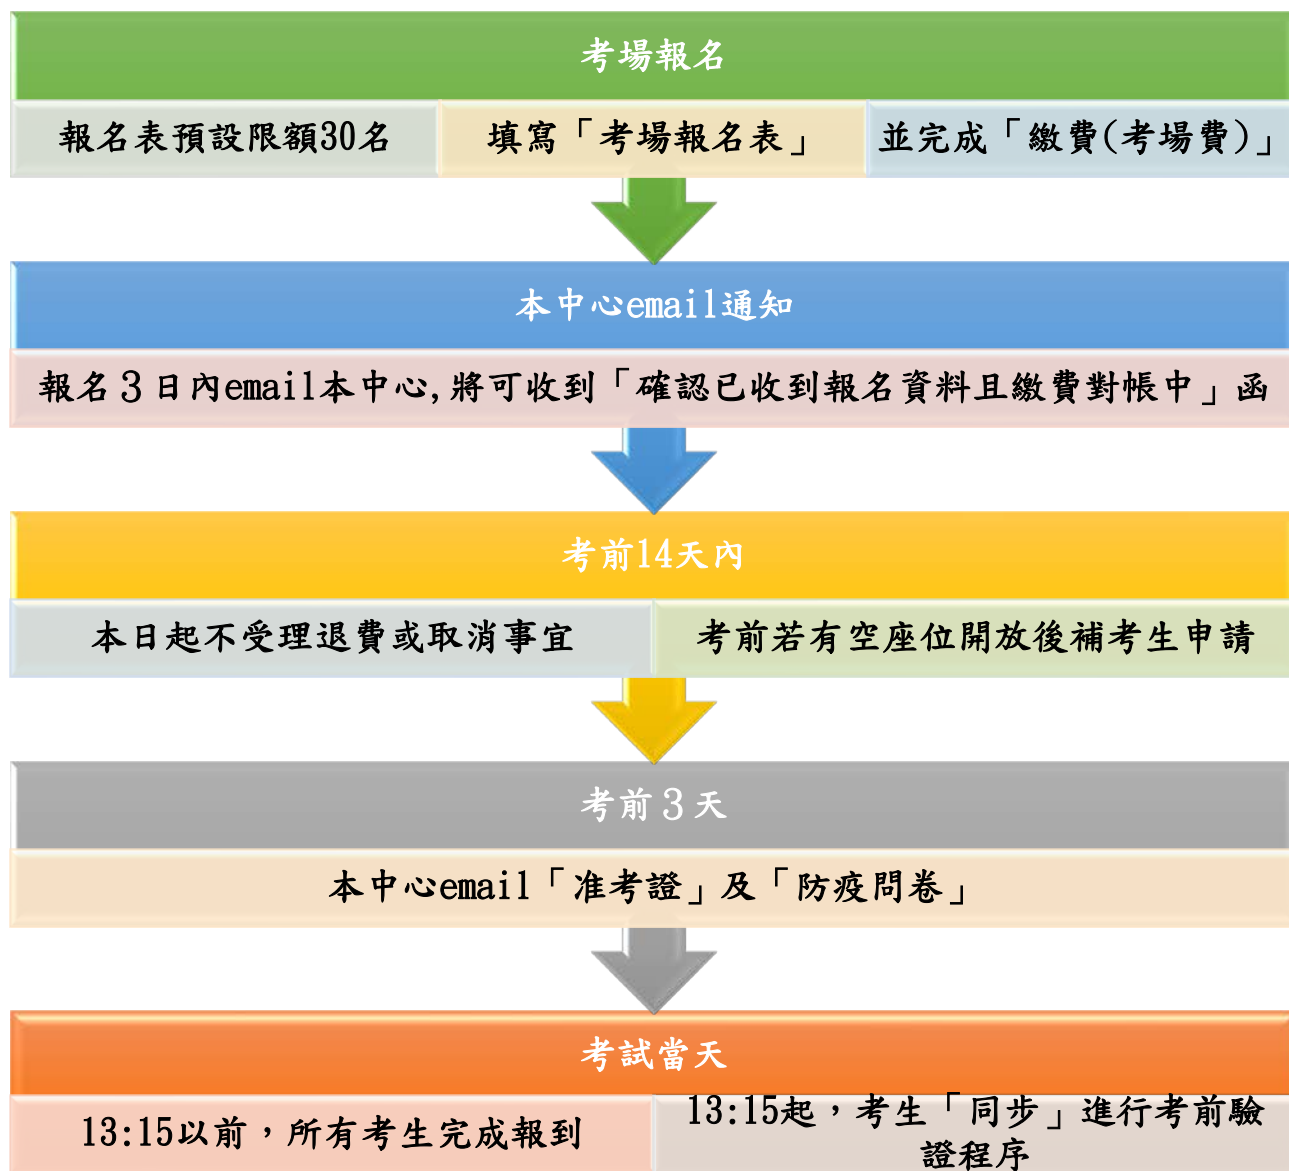 考場報名
報名表預設限額30名
填寫「考場報名表」
並完成「繳費(考場費)」
本中心email通知
報名３日內email本中心,將可收到「確認已收到報名資料且繳費對帳中」函
考前14天內
本日起不受理退費或取消事宜
考前若有空座位開放後補考生申請
考前３天
本中心email「准考證」及「防疫問卷」
考試當天
13:15以前，所有考生完成報到
13:15起，考生「同步」進行考前驗
證程序